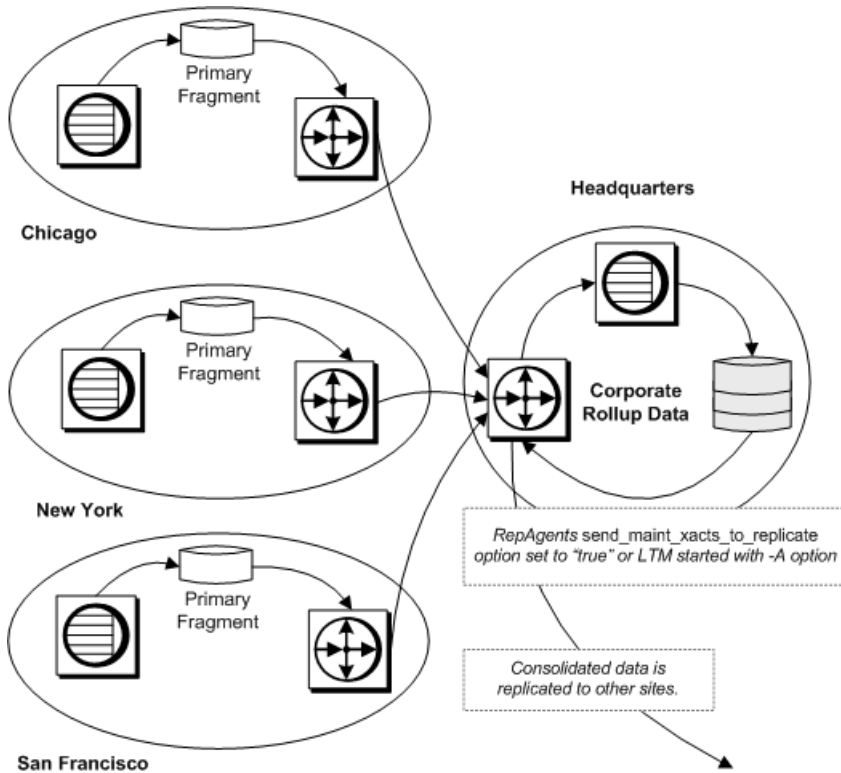 Primary
Fragment
Chicago
Primary
Fragment
New York
Primary
Fragment
San Francisco
Headquarters
Corporate
Rollup Data
RepAgents send_maint_xacts_to_replicate
option set to “true” or LTM started with -A option
Consolidated data is
replicated to other sites.